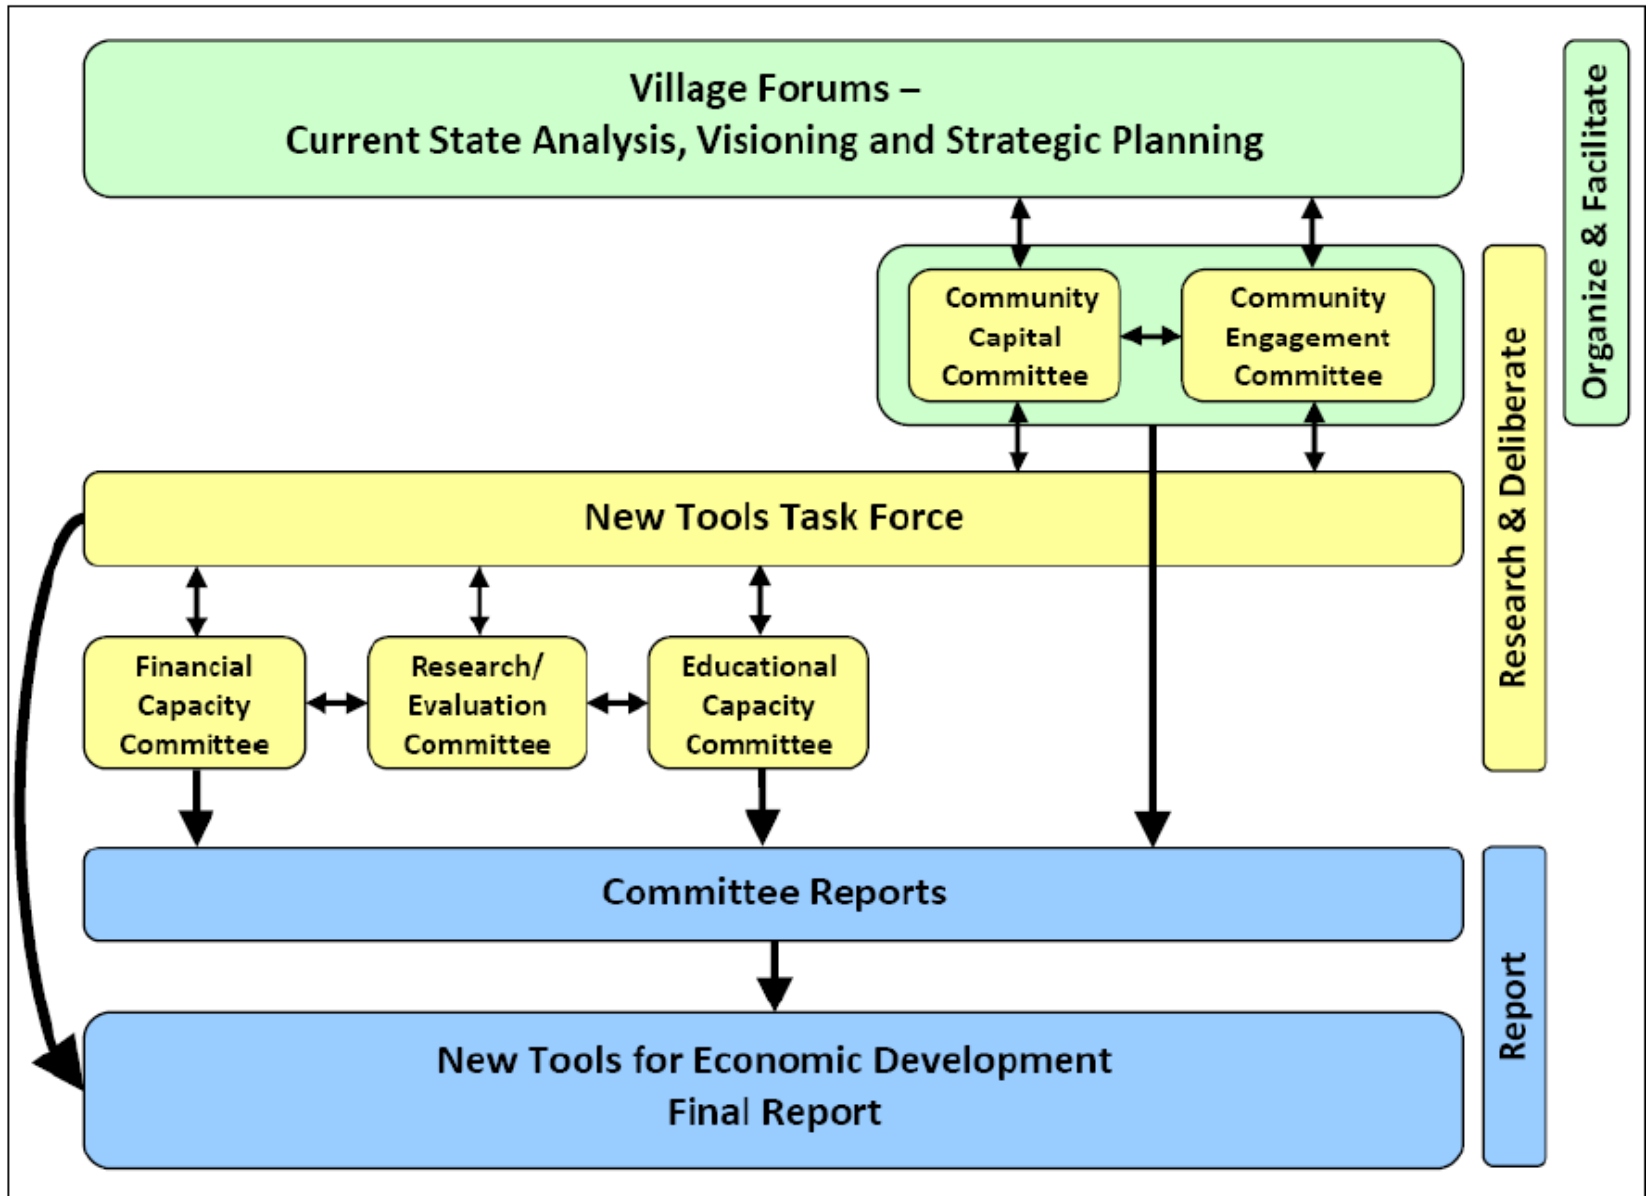 Village Forums –
Current State Analysis, Visioning and Strategic Planning
Organize & Facilitate
Community
Capital
Committee
Community
Engagement
Committee
Research & Deliberate
New Tools Task Force
Financial
Capacity
Committee
Research/
Evaluation
Committee
Educational
Capacity
Committee
Committee Reports
Report
New Tools for Economic Development
Final Report